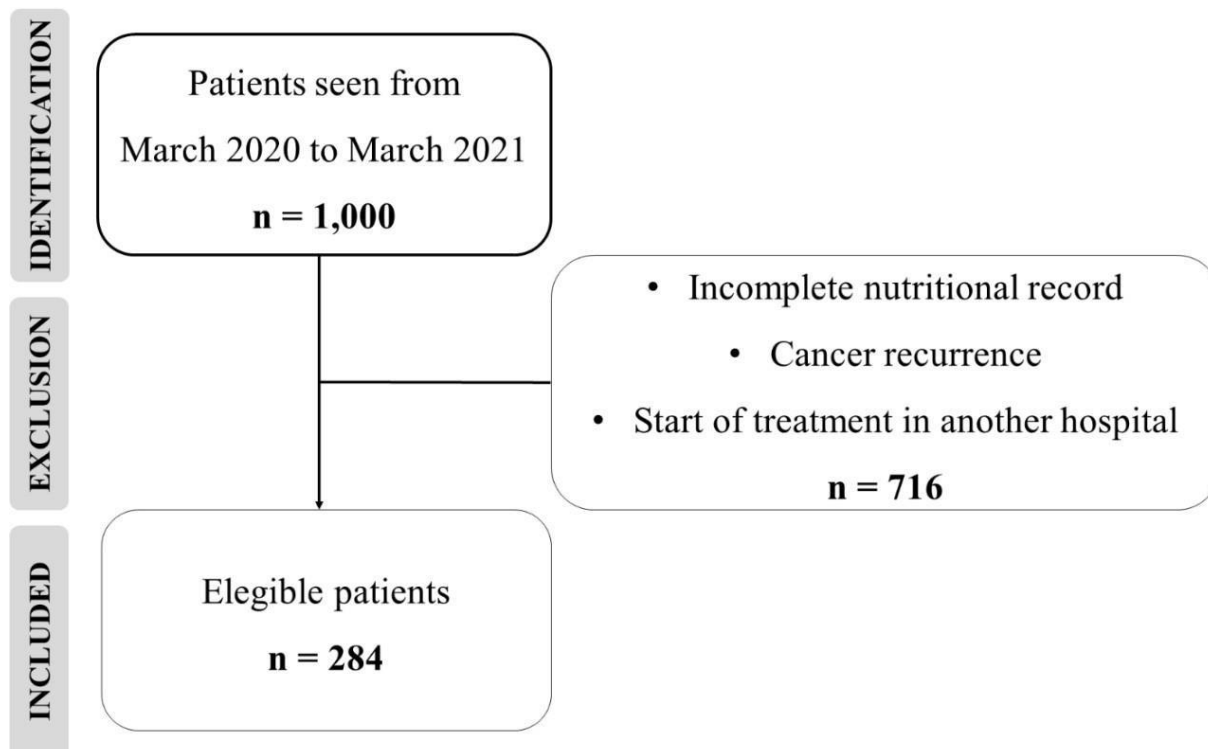 IDENTIFICATION
Patients seen from
March 2020 to March 2021
n = 1,000
EXCLUSION
• Incomplete nutritional record
• Cancer recurrence
• Start of treatment in another hospital
n = 716
INCLUDED
Elegible patients
n = 284